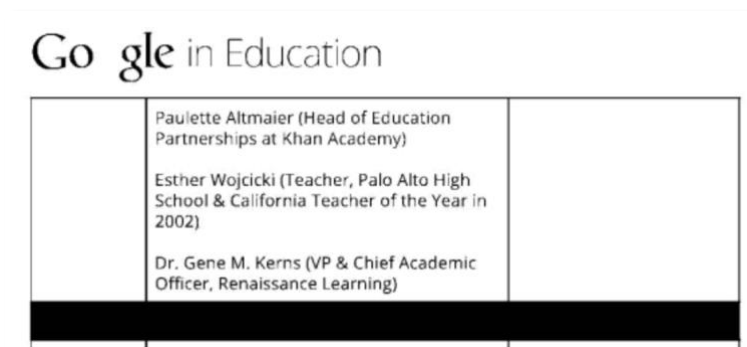 Go gle in Education
Paulette Altmaier (Head of Education
Partnerships at Khan Academy)
Esther Wojcicki (Teacher, Palo Alto High
School & California Teacher of the Year in
2002)
Dr. Gene M. Kerns (VP & Chief Academic
Officer, Renaissance Learning)